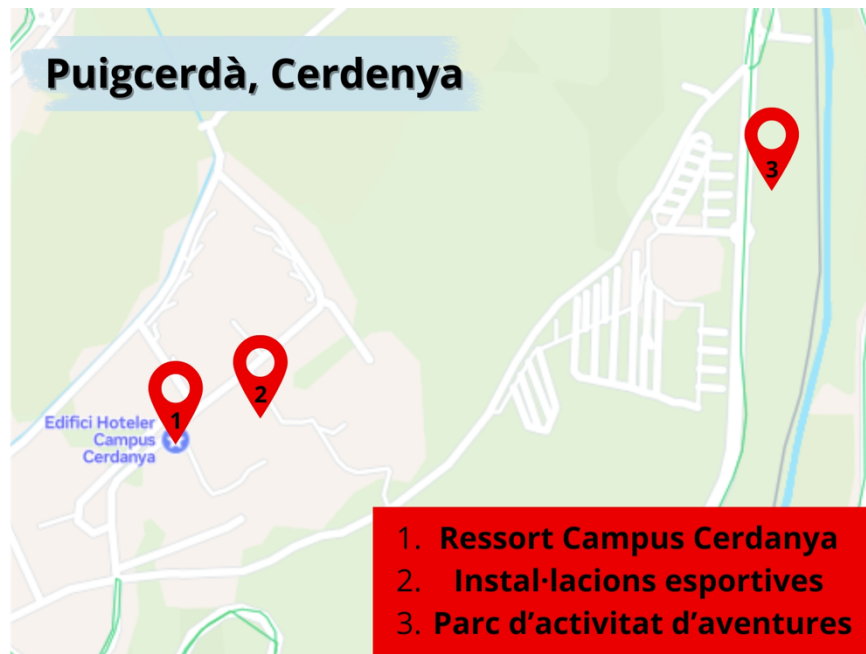 Puigcerdà, Cerdenya
3
2
1
Edifici Hoteler
Campus
Cerdanya
1. Ressort Campus Cerdanya
2. Instal·lacions esportives
3. Parc d’activitat d’aventures